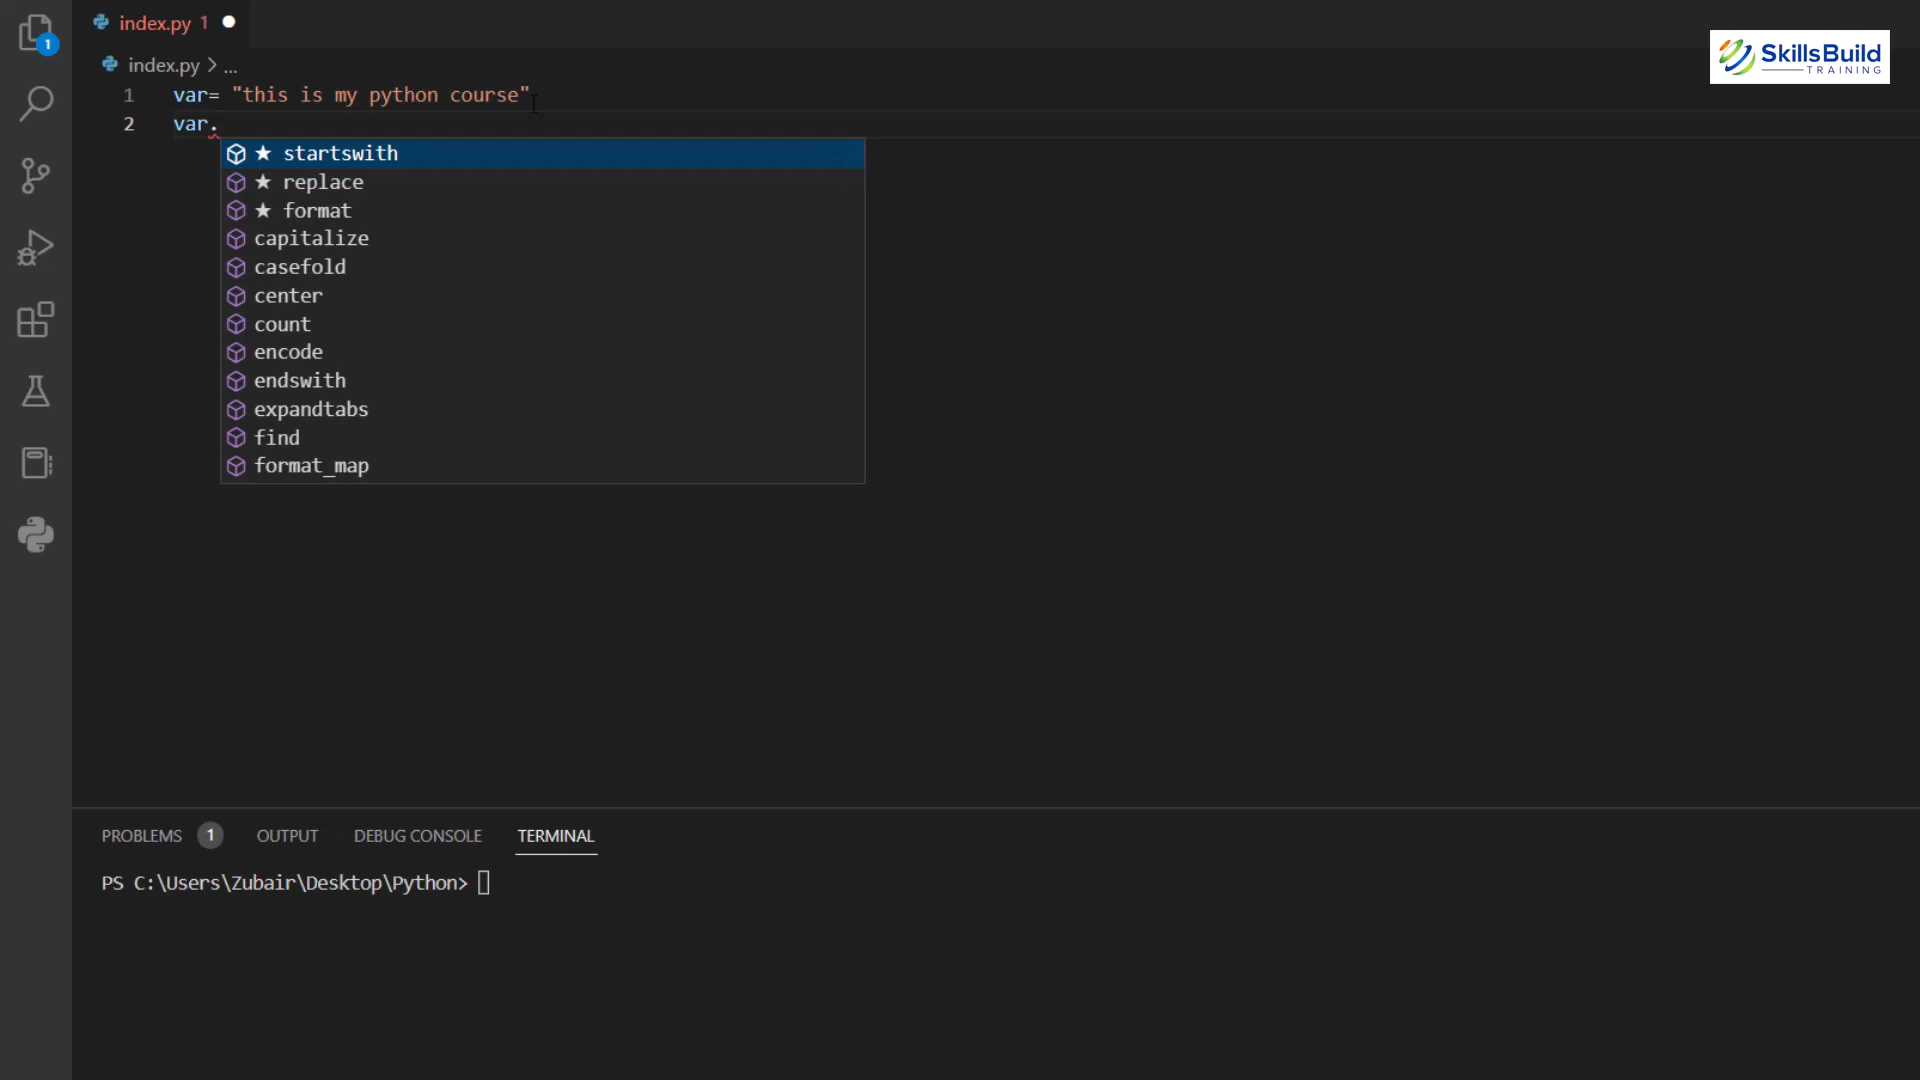 index.py 1
SkillsBuild
TRAINING
1
index.py > ...
1 var= "this is my python course"
2 var.
★ startswith
★ replace
★ format
capitalize
casefold
center
count
encode
endswith
expandtabs
find
format_map
PROBLEMS 1 OUTPUT DEBUG CONSOLE TERMINAL
PS C:\Users\Zubair\Desktop\Python>